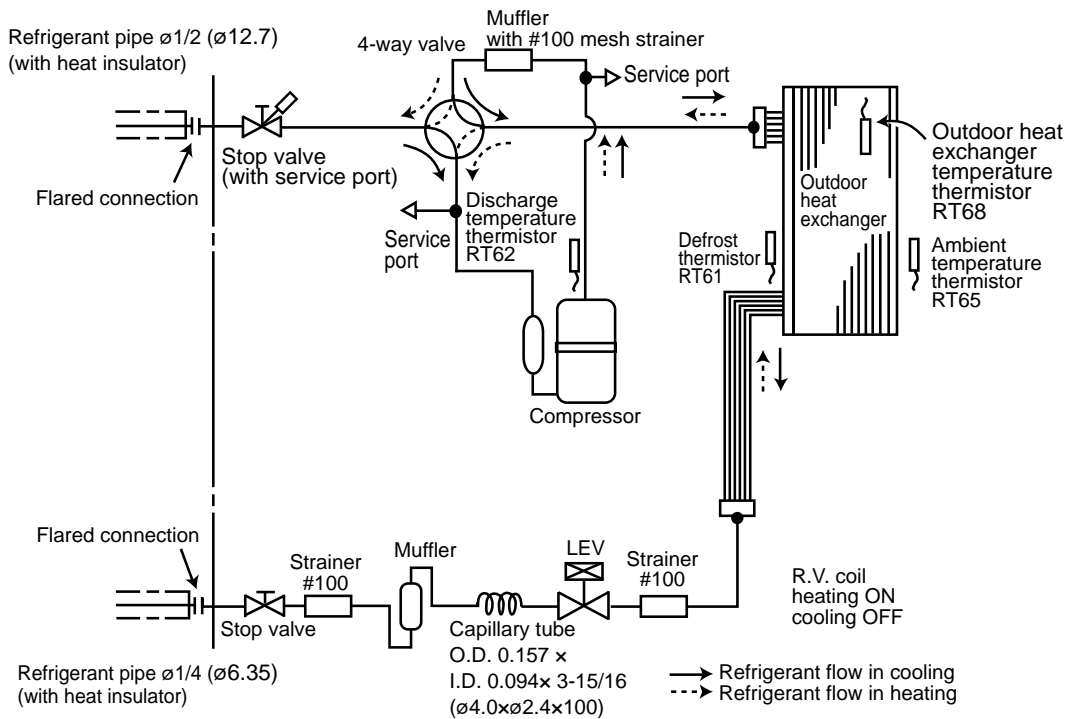 Refrigerant pipe ø1/2 (ø12.7)
(with heat insulator)
Muffler
with #100 mesh strainer
4-way valve
Service port
Flared connection
Stop valve
(with service port)
Service
port
Discharge
temperature
thermistor
RT62
Compressor
Outdoor
heat
exchanger
Outdoor heat
exchanger
temperature
thermistor
RT68
Defrost
thermistor
RT61
Ambient
temperature
thermistor
RT65
Flared connection
Strainer
#100
Muffler
LEV
Strainer
#100
Stop valve
Capillary tube
O.D. 0.157 ×
I.D. 0.094× 3-15/16
(ø4.0×ø2.4×100)
R.V. coil
heating ON
cooling OFF
Refrigerant pipe ø1/4 (ø6.35)
(with heat insulator)
Refrigerant flow in cooling
Refrigerant flow in heating